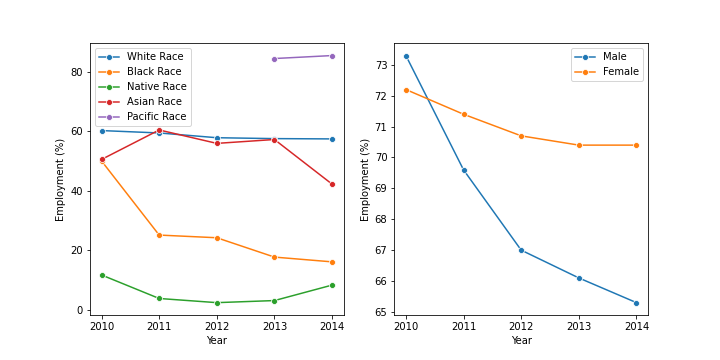 White Race
Black Race
Native Race
Asian Race
Pacific Race
80
60
40
20
0
Employment (%)
2010 2011 2012 2013 2014
Year
Male
Female
73
72
71
70
69
68
67
66
65
Employment (%)
2010 2011 2012 2013 2014
Year